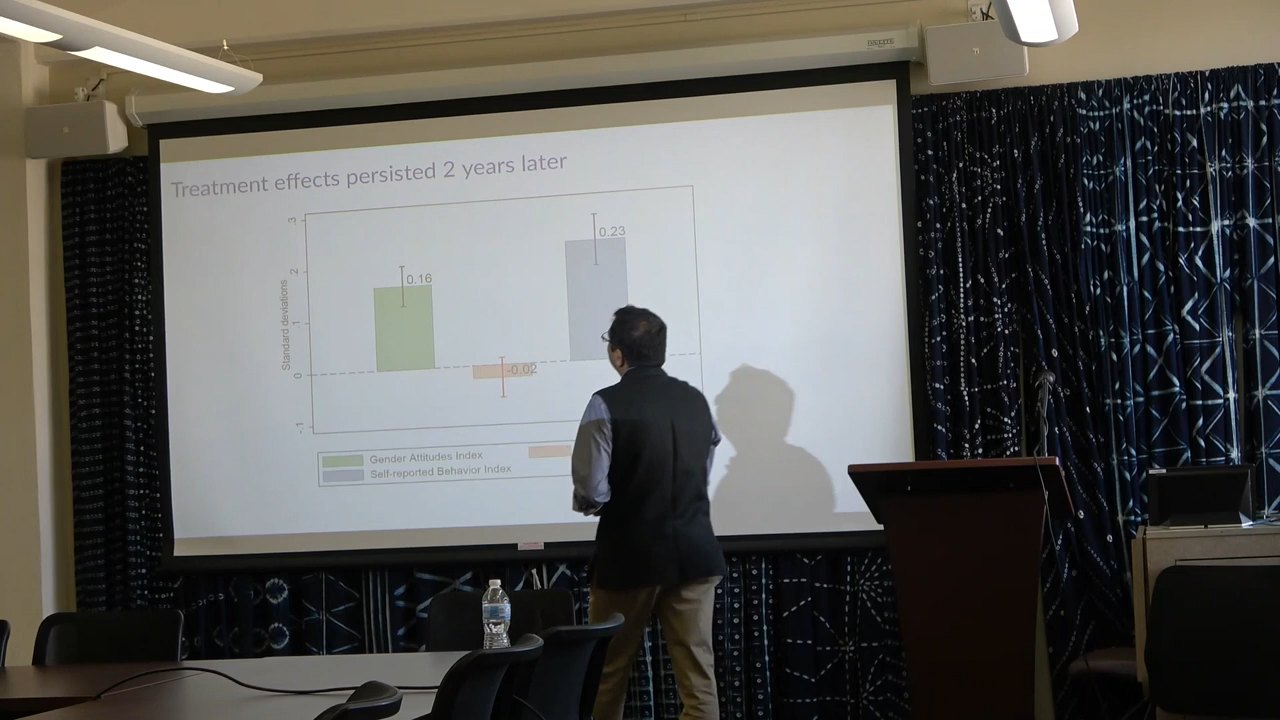 Treatment effects persisted 2 years later
.3
0.23
.2
0.16
Standard deviations
.1
0
-0.02
-.1
Gender Attitudes Index
Self-reported Behavior Index